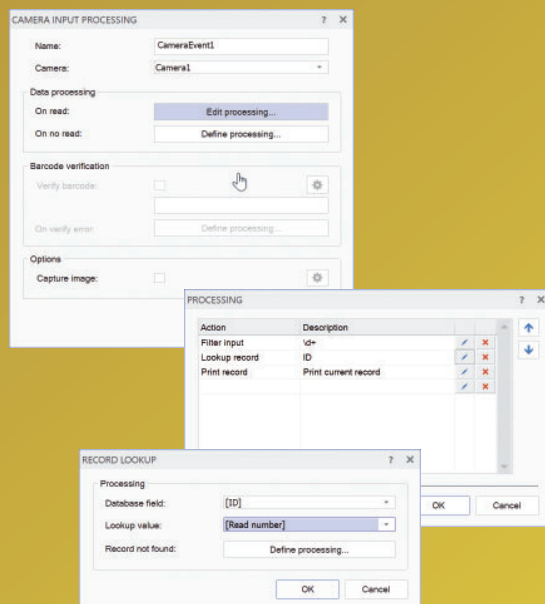 CAMERA INPUT PROCESSING ? ×
Name: CameraEvent1
Camera: Camera1
Data processing
On read: Edit processing...
On no read: Define processing...
Barcode verification
Verify barcode:
On verify error: Define processing...
Options
Capture image:
PROCESSING ? ×
Action Description
Filter input \d+
Lookup record ID
Print record Print current record
OK Cancel
RECORD LOOKUP ? ×
Processing
Database field: [ID]
Lookup value: [Read number]
Record not found: Define processing...
OK Cancel